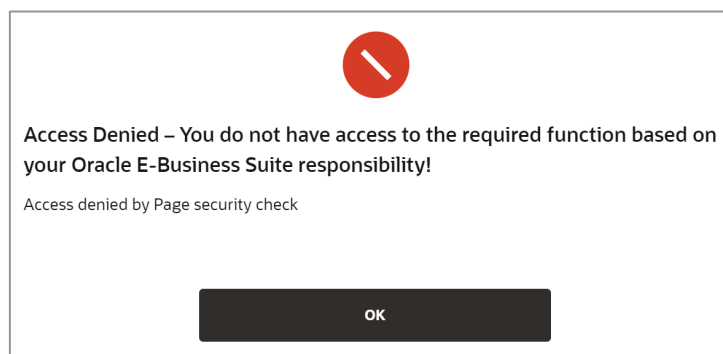 Access Denied – You do not have access to the required function based on
your Oracle E-Business Suite responsibility!
Access denied by Page security check
OK